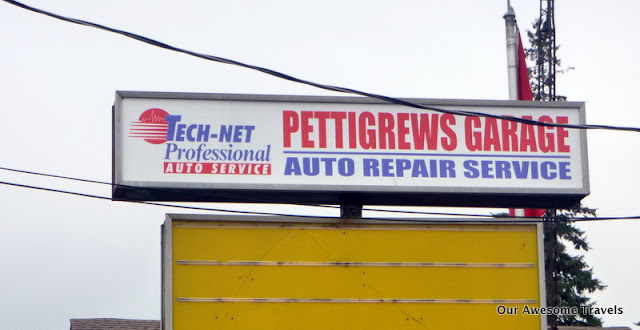 TECH-NET
Professional
AUTO SERVICE
PETTIGREWS GARAGE
AUTO REPAIR SERVICE
Our Awesome Travels